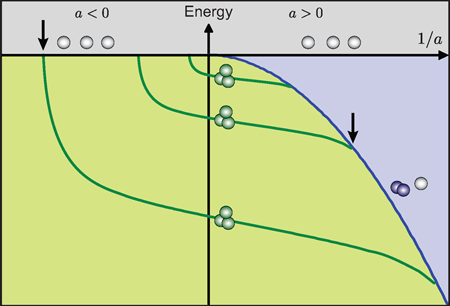 a < 0
Energy
a > 0
1/a